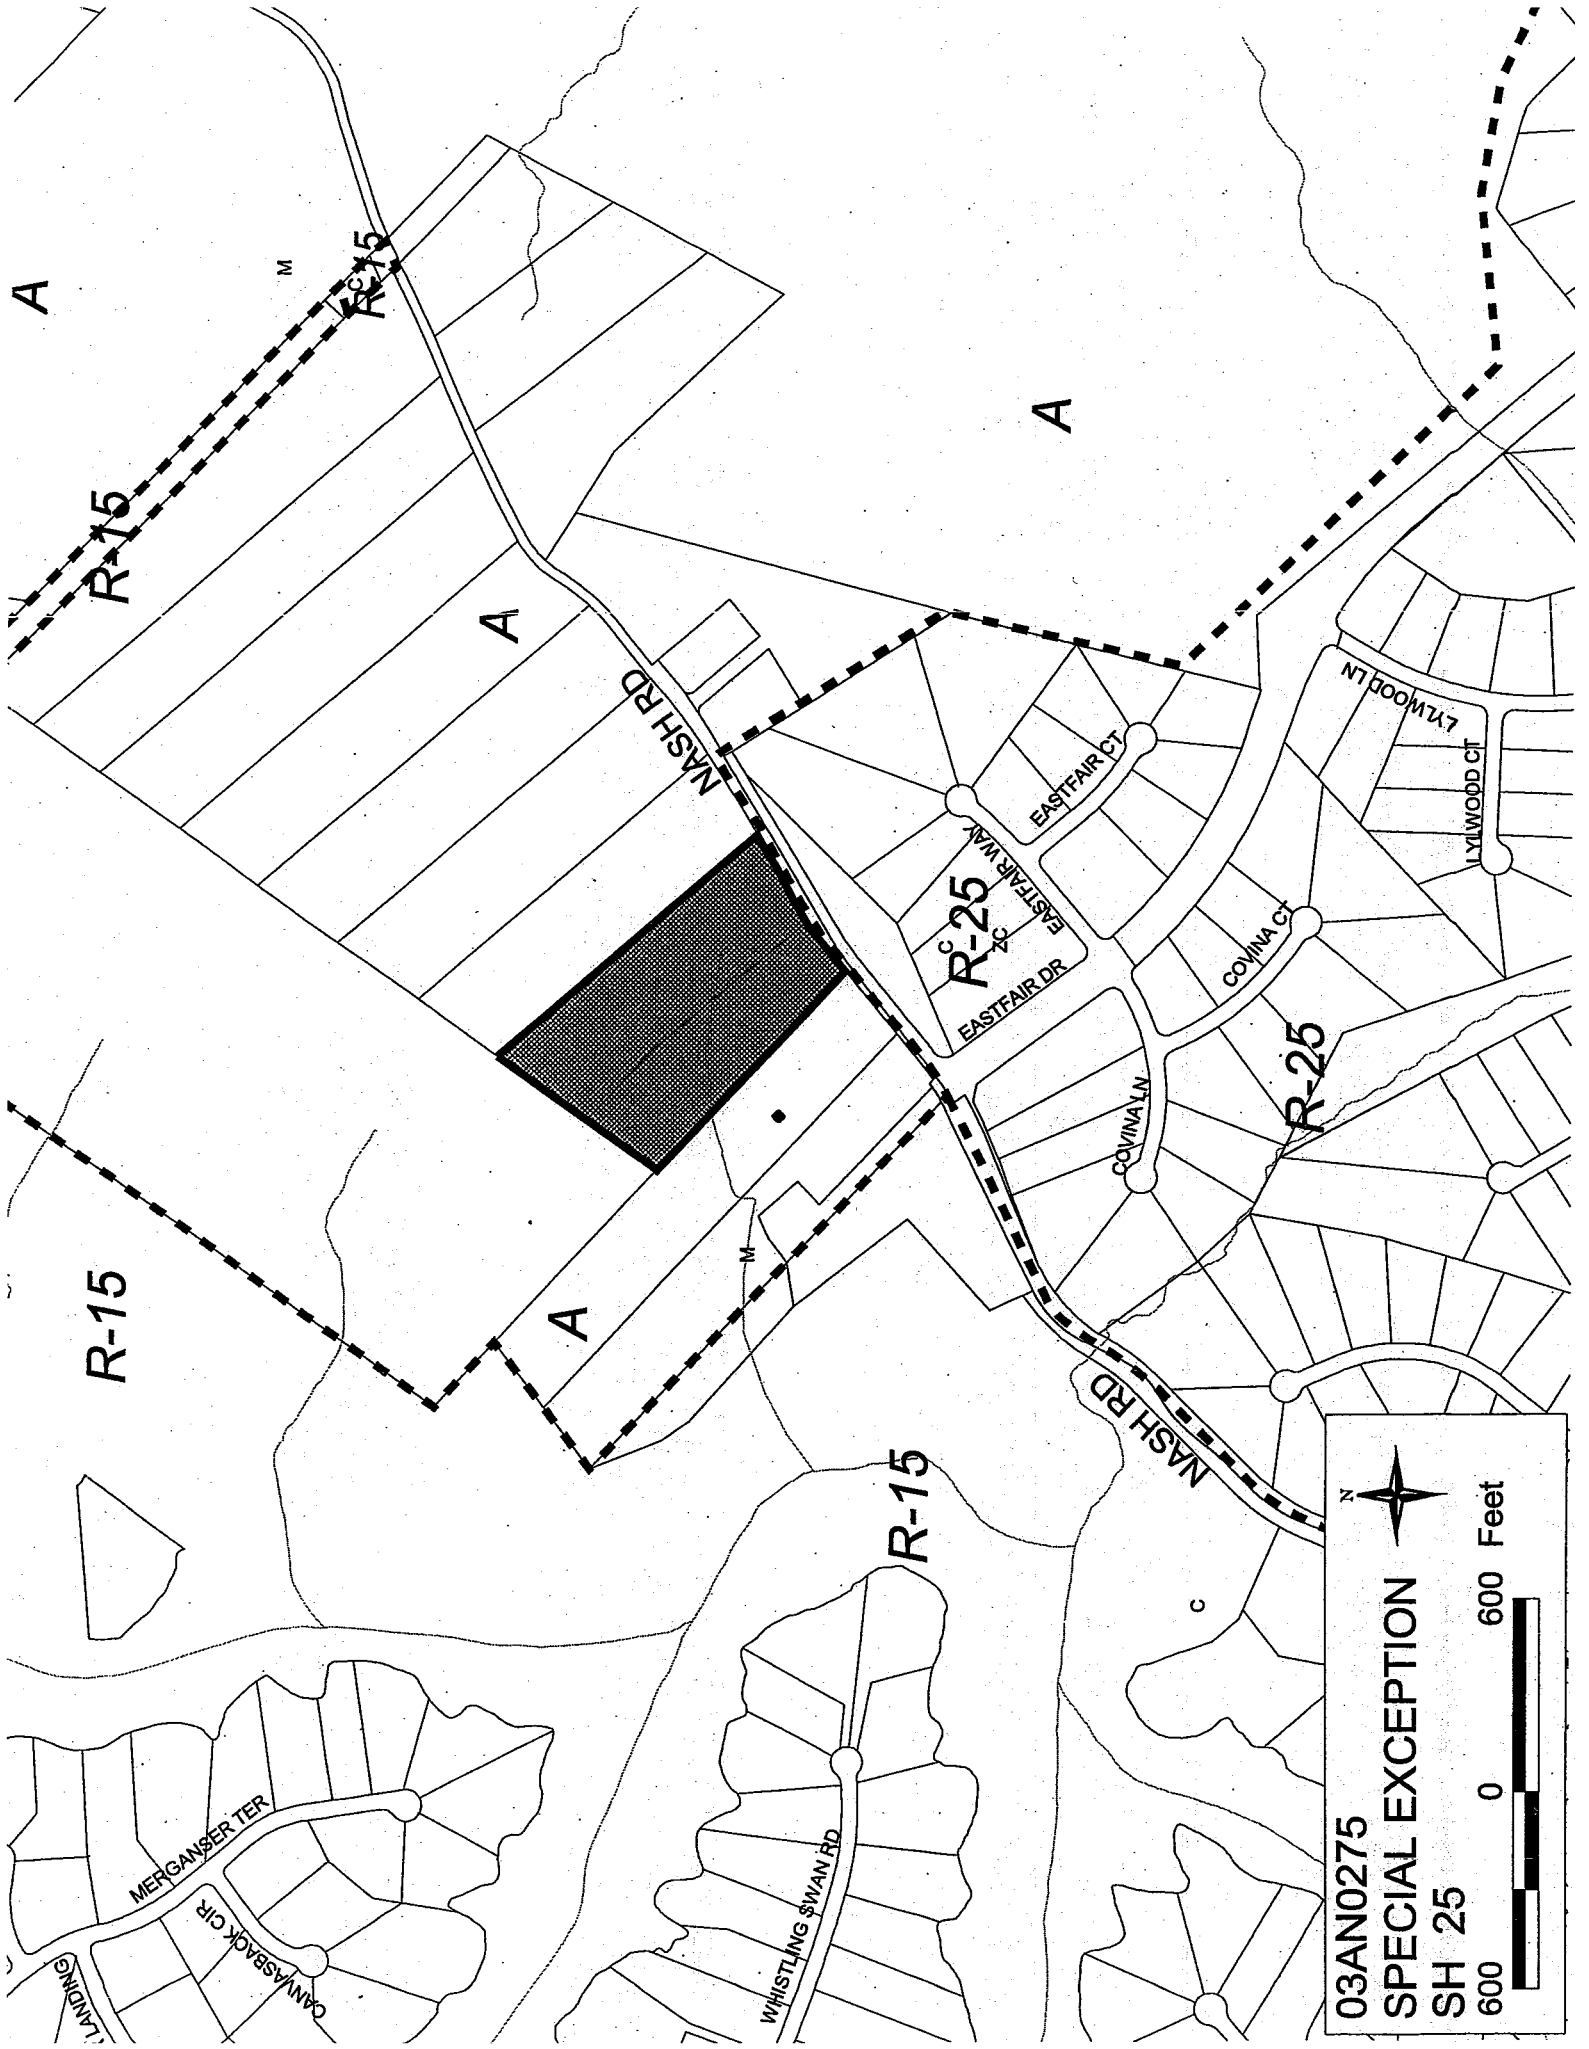 A
R-15
M
R-15
C
A
A
NASH RD
A
R-15
R-25
C
ZC
EASTFAIR WAY
EASTFAIR CT
EASTFAIR DR
LYLWOOD LN
LYLWOOD CT
COVINA CT
COVINA LN
R-25
M
A
R-15
NASH RD
C
MERGANSER TER
CANVASBACK CIR
LANDING
WHISTLING SWAN RD
03AN0275
SPECIAL EXCEPTION
SH 25
600 0 600 Feet
N